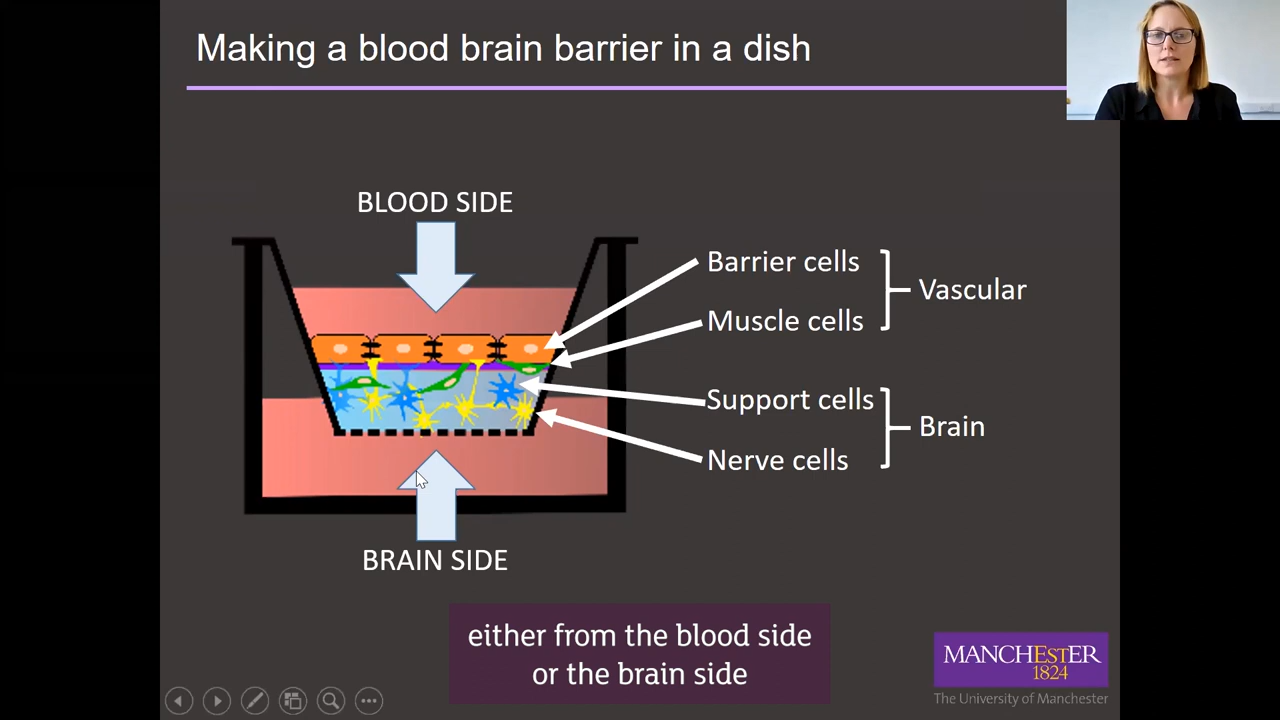 Making a blood brain barrier in a dish
BLOOD SIDE
Barrier cells
Muscle cells
Vascular
Support cells
Nerve cells
Brain
BRAIN SIDE
either from the blood side
or the brain side
MANCHESTER
1824
The University of Manchester